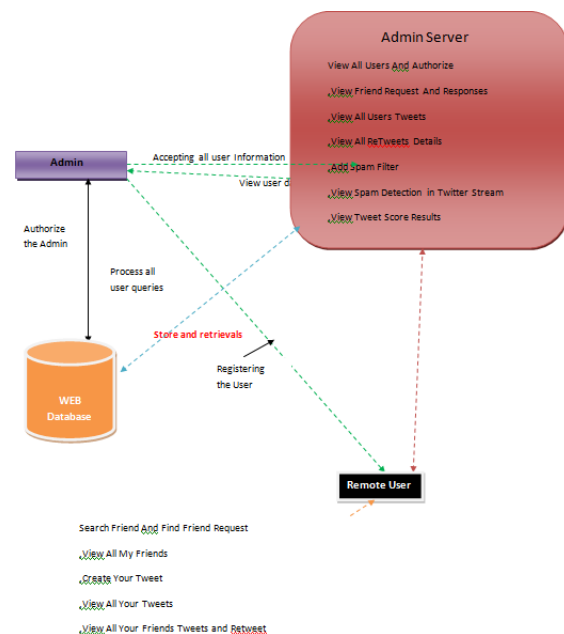 Admin Server
View All Users And Authorize
,View Friend Request And Responses
,View All Users Tweets
,View All ReTweets Details
,Add Spam Filter
,View Spam Detection in Twitter Stream
,View Tweet Score Results
Admin
Accepting all user Information
View user d
Authorize
the Admin
Process all
user queries
Store and retrievals
Registering
the User
WEB
Database
Remote User
Search Friend And Find Friend Request
,View All My Friends
,Create Your Tweet
,View All Your Tweets
,View All Your Friends Tweets and Retweet